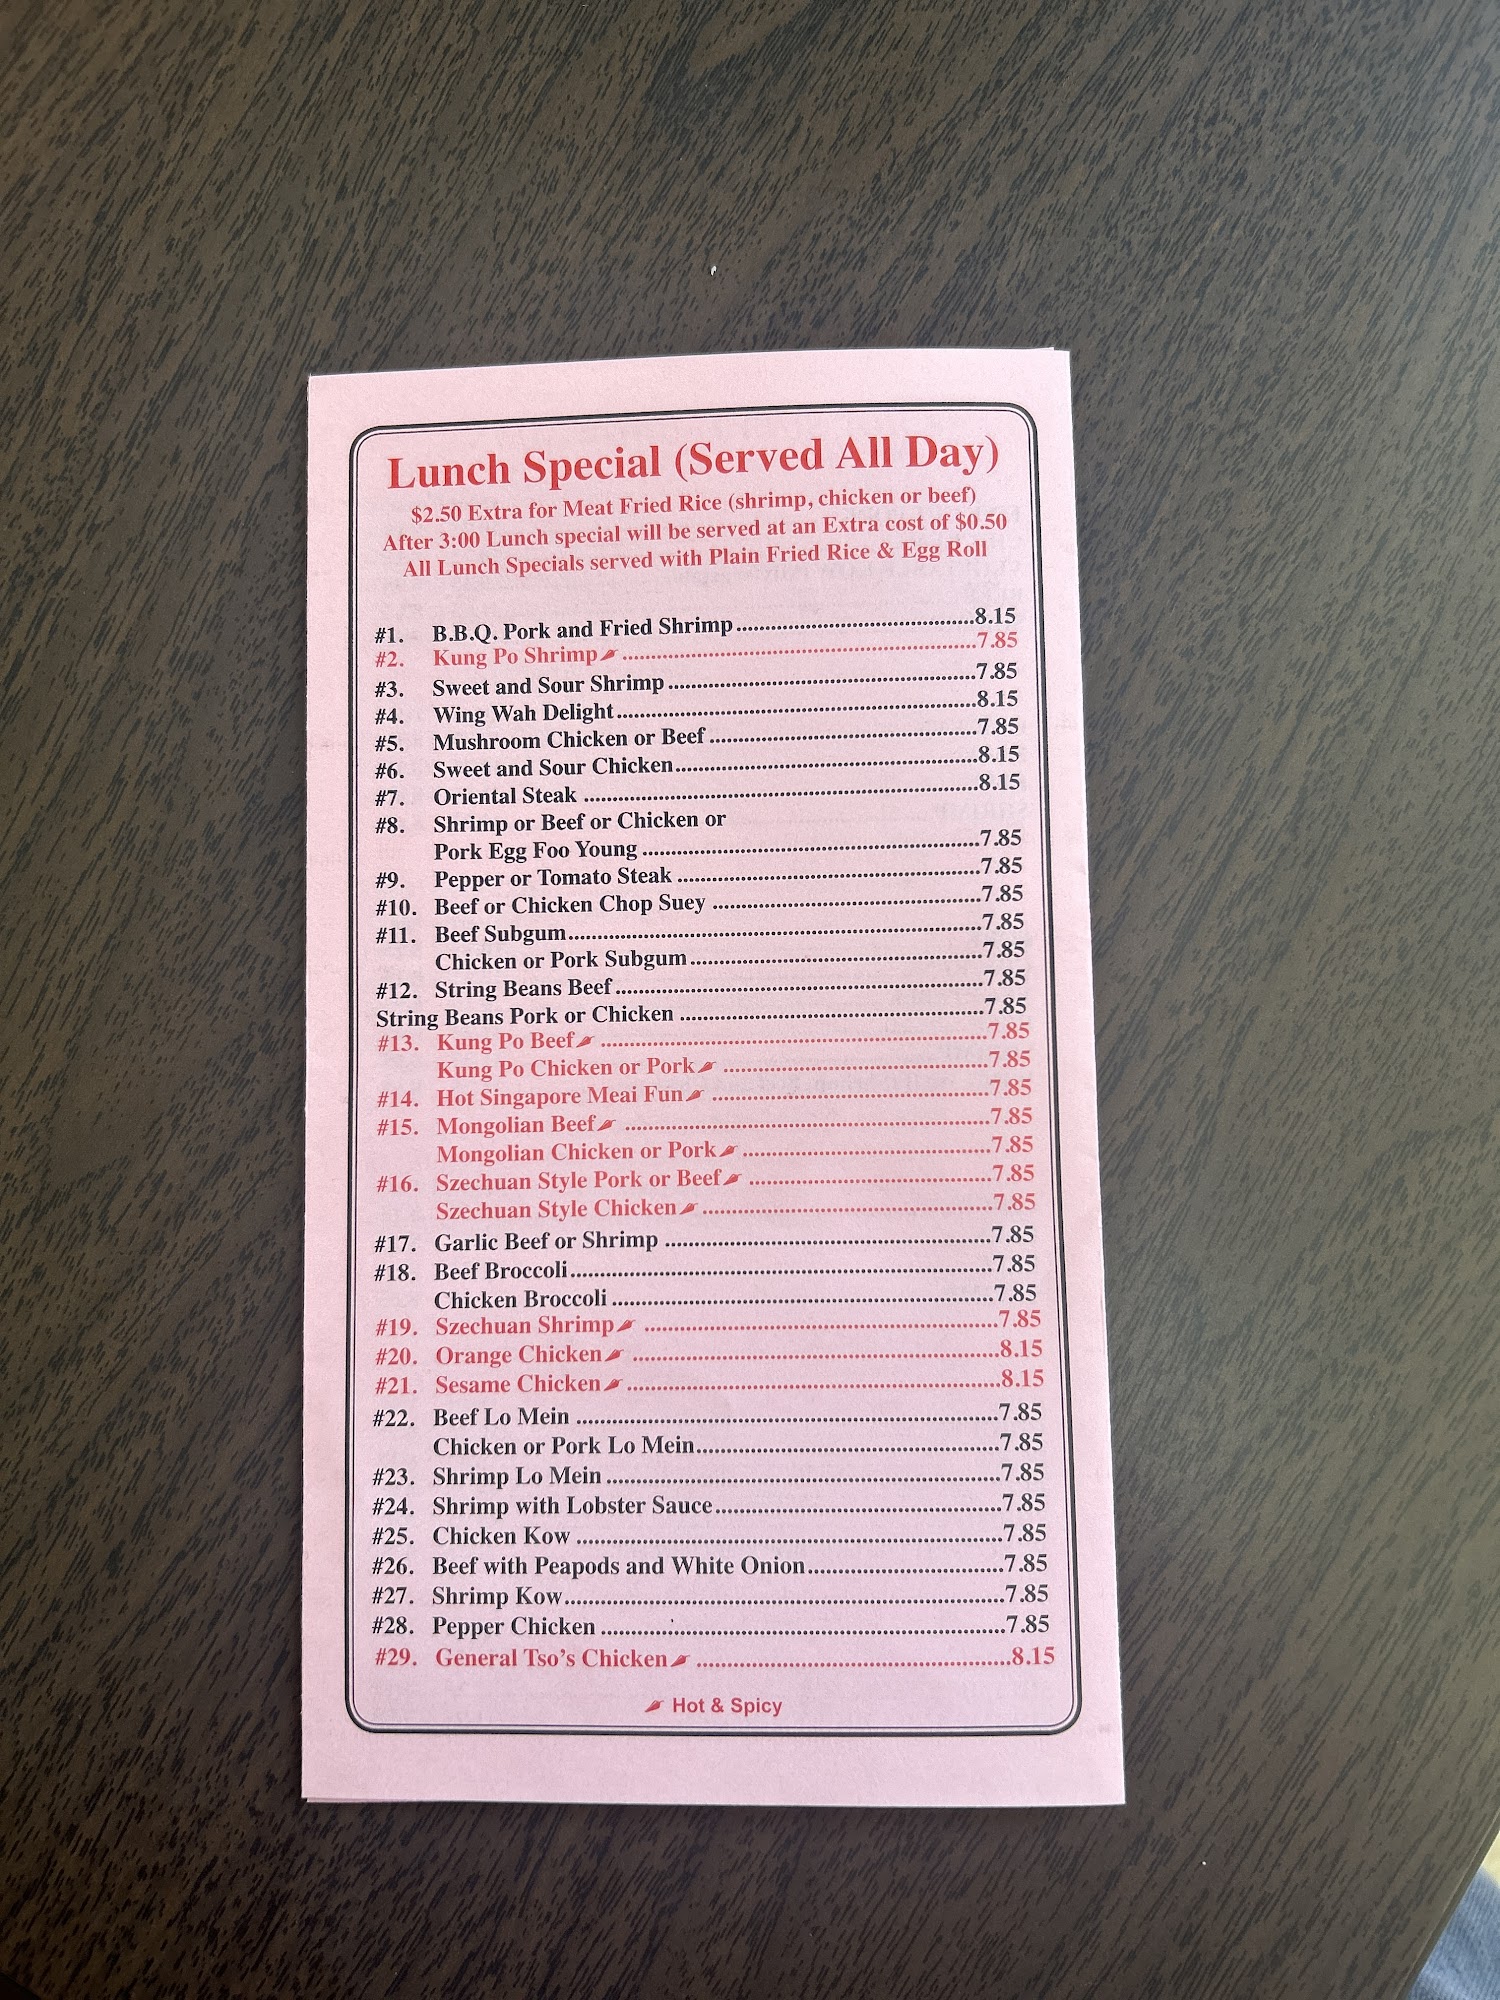 Lunch Special (Served All Day)
$2.50 Extra for Meat Fried Rice (shrimp, chicken or beef)
After 3:00 Lunch special will be served at an Extra cost of $0.50
All Lunch Specials served with Plain Fried Rice & Egg Roll
#1. B.B.Q. Pork and Fried Shrimp 8.15
#2. Kung Po Shrimp 7.85
#3. Sweet and Sour Shrimp 7.85
#4. Wing Wah Delight 8.15
#5. Mushroom Chicken or Beef 7.85
#6. Sweet and Sour Chicken 8.15
#7. Oriental Steak 8.15
#8. Shrimp or Beef or Chicken or
Pork Egg Foo Young 7.85
#9. Pepper or Tomato Steak 7.85
#10. Beef or Chicken Chop Suey 7.85
#11. Beef Subgum 7.85
Chicken or Pork Subgum 7.85
#12. String Beans Beef 7.85
String Beans Pork or Chicken 7.85
#13. Kung Po Beef 7.85
Kung Po Chicken or Pork 7.85
#14. Hot Singapore Meai Fun 7.85
#15. Mongolian Beef 7.85
Mongolian Chicken or Pork 7.85
#16. Szechuan Style Pork or Beef 7.85
Szechuan Style Chicken 7.85
#17. Garlic Beef or Shrimp 7.85
#18. Beef Broccoli 7.85
Chicken Broccoli 7.85
#19. Szechuan Shrimp 7.85
#20. Orange Chicken 8.15
#21. Sesame Chicken 8.15
#22. Beef Lo Mein 7.85
Chicken or Pork Lo Mein 7.85
#23. Shrimp Lo Mein 7.85
#24. Shrimp with Lobster Sauce 7.85
#25. Chicken Kow 7.85
#26. Beef with Peapods and White Onion 7.85
#27. Shrimp Kow 7.85
#28. Pepper Chicken 7.85
#29. General Tso's Chicken 8.15
Hot & Spicy